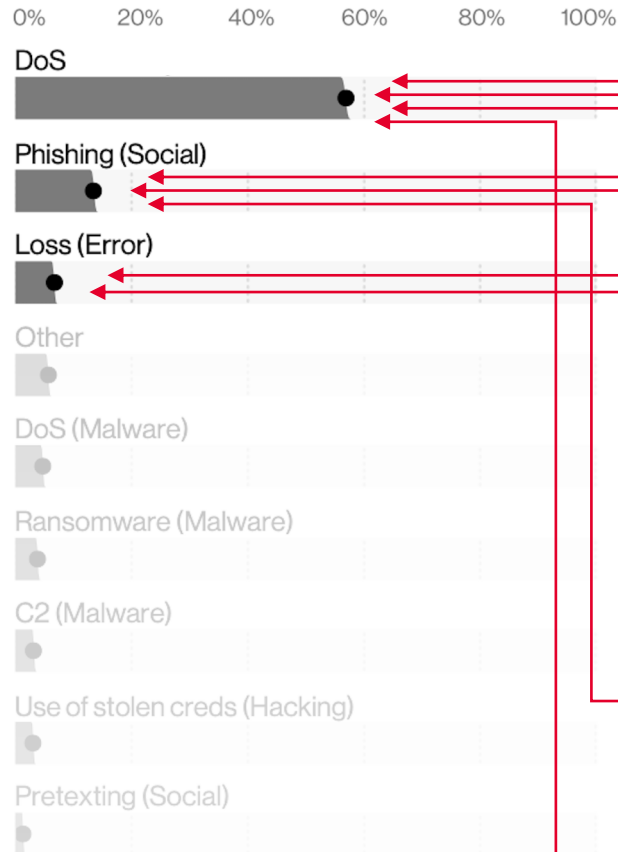 0% 20% 40% 60% 80% 100%
DoS
Phishing (Social)
Loss (Error)
Other
DoS (Malware)
Ransomware (Malware)
C2 (Malware)
Use of stolen creds (Hacking)
Pretexting (Social)